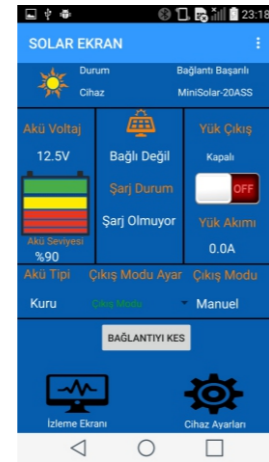 23:18
SOLAR EKRAN
Durum Bağlantı Başarılı
Cihaz MiniSolar-20ASS
Akü Voltaj Yük Çıkış
12.5V Bağlı Değil Kapalı
Şarj Durum OFF
Şarj Olmuyor Yük Akımı
Akü Seviyesi 0.0A
%90
Akü Tipi Çıkış Modu Ayar Çıkış Modu
Kuru Çıkış Modu Manuel
BAĞLANTIYI KES
İzleme Ekranı Cihaz Ayarları